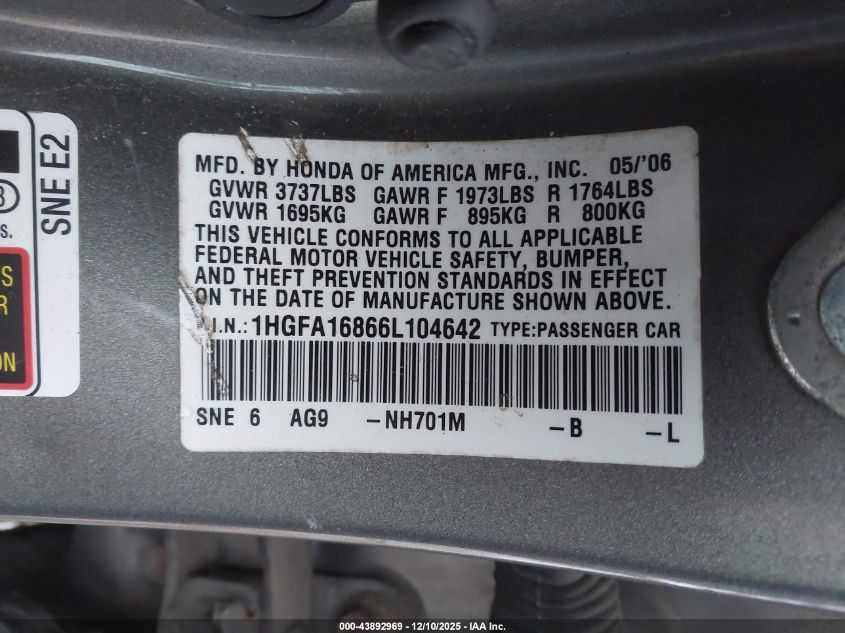 SNE E2
S.
S
R
ON
MFD. BY HONDA OF AMERICA MFG., INC. 05/'06
GVWR 3737LBS GAWR F 1973LBS R 1764LBS
GVWR 1695KG GAWR F 895KG R 800KG
THIS VEHICLE CONFORMS TO ALL APPLICABLE
FEDERAL MOTOR VEHICLE SAFETY, BUMPER,
AND THEFT PREVENTION STANDARDS IN EFFECT
ON THE DATE OF MANUFACTURE SHOWN ABOVE.
.I.N.: 1HGFA16866L104642 TYPE:PASSENGER CAR
SNE 6 AG9 -NH701M -B -L
000-43892969 - 12/10/2025 - IAA Inc.